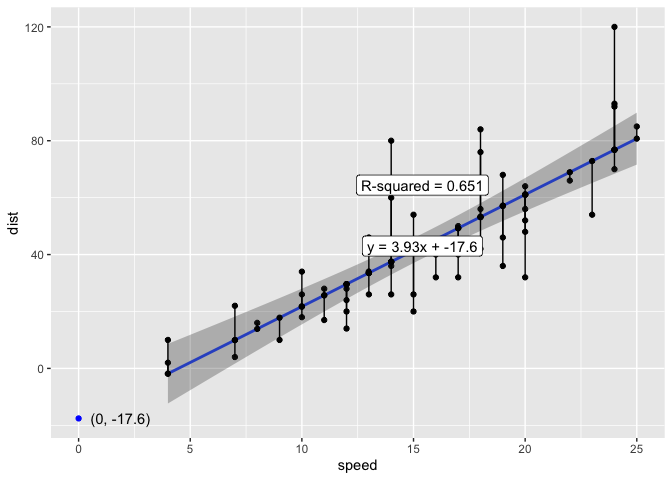 120
80
40
0
dist
R-squared = 0.651
y = 3.93x + -17.6
(0, -17.6)
0
5
10
15
20
25
speed